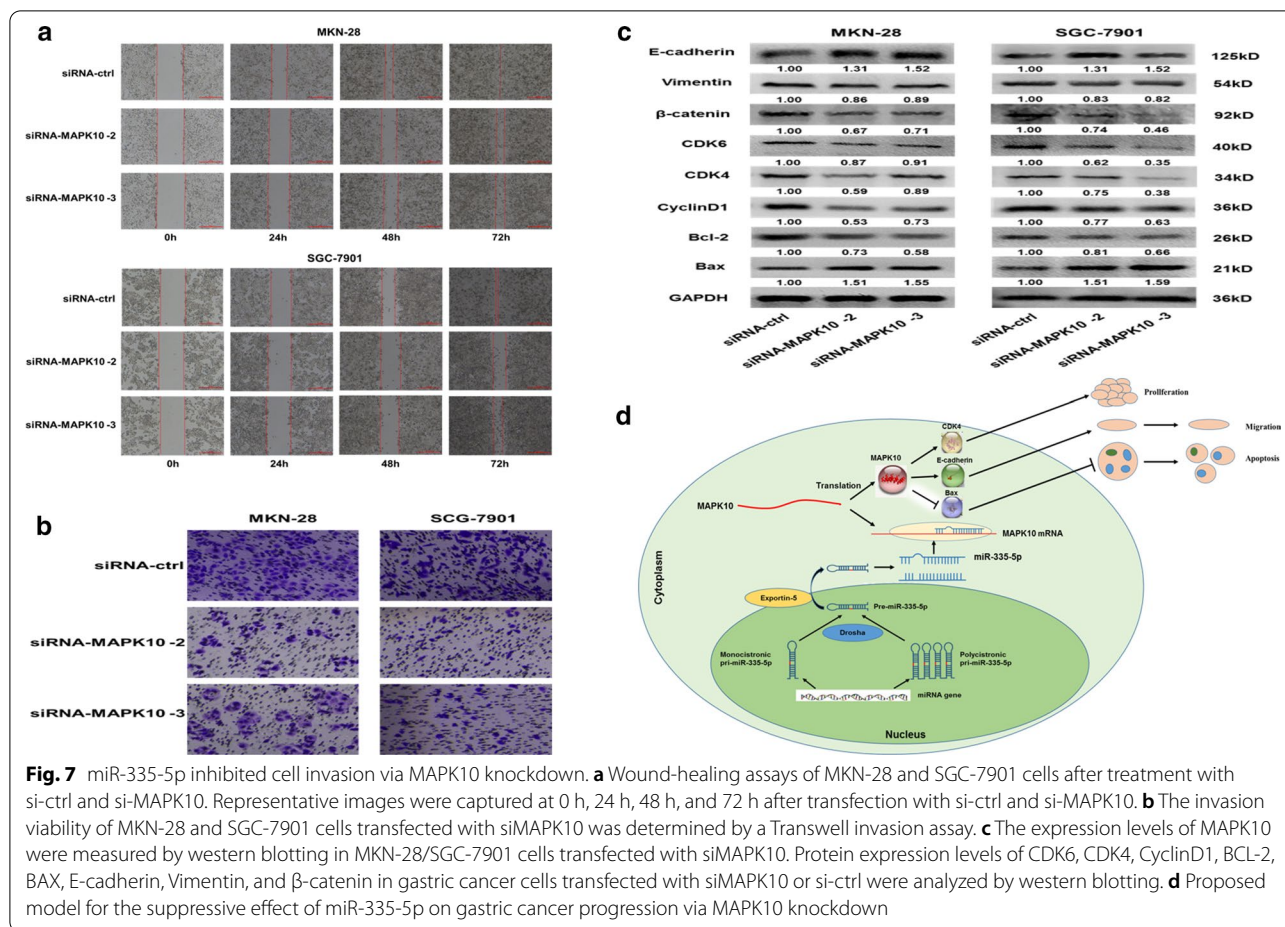 a
MKN-28
siRNA-ctrl
siRNA-MAPK10 -2
siRNA-MAPK10 -3
0h 24h 48h 72h
SGC-7901
siRNA-ctrl
siRNA-MAPK10 -2
siRNA-MAPK10 -3
0h 24h 48h 72h
b
MKN-28 SCG-7901
siRNA-ctrl
siRNA-MAPK10 -2
siRNA-MAPK10 -3
c
MKN-28 SGC-7901
E-cadherin 125kD
1.00 1.31 1.52 1.00 1.31 1.52
Vimentin 54kD
1.00 0.86 0.89 1.00 0.83 0.82
β-catenin 92kD
1.00 0.67 0.71 1.00 0.74 0.46
CDK6 40kD
1.00 0.87 0.91 1.00 0.62 0.35
CDK4 34kD
1.00 0.59 0.89 1.00 0.75 0.38
CyclinD1 36kD
1.00 0.53 0.73 1.00 0.77 0.63
Bcl-2 26kD
1.00 0.73 0.58 1.00 0.81 0.66
Bax 21kD
1.00 1.51 1.55 1.00 1.51 1.59
GAPDH 36kD
siRNA-ctrl siRNA-MAPK10 -2 siRNA-MAPK10 -3 siRNA-ctrl siRNA-MAPK10 -2 siRNA-MAPK10 -3
d
Prolliferation
CDK4
Migration
MAPK10
E-cadherin
Apoptosis
Translation
Bax
MAPK10
MAPK10 mRNA
miR-335-5p
Cytoplasm
Exportin-5
Pre-miR-335-5p
Drosha
Monocistronic
pri-miR-335-5p
Polycistronic
pri-miR-335-5p
miRNA gene
Nucleus
Fig. 7 miR-335-5p inhibited cell invasion via MAPK10 knockdown. a Wound-healing assays of MKN-28 and SGC-7901 cells after treatment with
si-ctrl and si-MAPK10. Representative images were captured at 0 h, 24 h, 48 h, and 72 h after transfection with si-ctrl and si-MAPK10. b The invasion
viability of MKN-28 and SGC-7901 cells transfected with siMAPK10 was determined by a Transwell invasion assay. c The expression levels of MAPK10
were measured by western blotting in MKN-28/SGC-7901 cells transfected with siMAPK10. Protein expression levels of CDK6, CDK4, CyclinD1, BCL-2,
BAX, E-cadherin, Vimentin, and β-catenin in gastric cancer cells transfected with siMAPK10 or si-ctrl were analyzed by western blotting. d Proposed
model for the suppressive effect of miR-335-5p on gastric cancer progression via MAPK10 knockdown